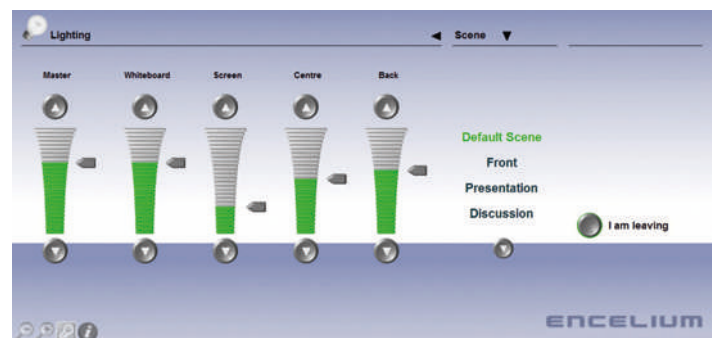 Lighting
Scene
Master
Whiteboard
Screen
Centre
Back
Default Scene
Front
Presentation
Discussion
I am leaving
ENCELIUM